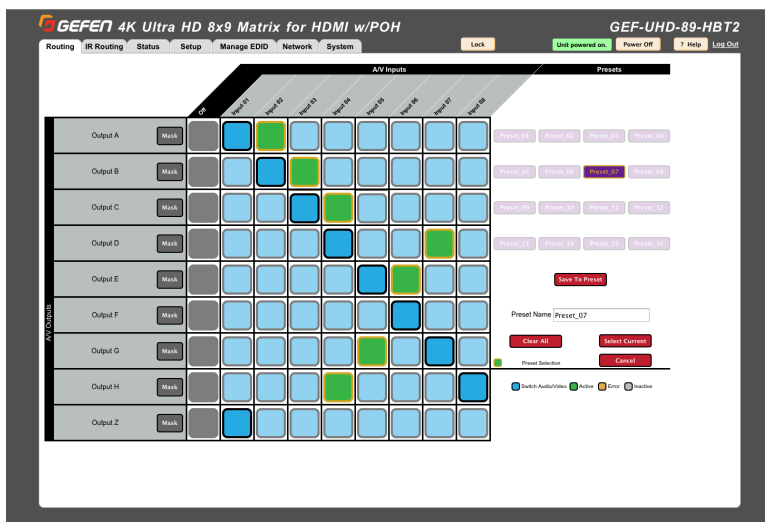 GEFEN 4K Ultra HD 8x9 Matrix for HDMI w/POH GEF-UHD-89-HBT2
Routing IR Routing Status Setup Manage EDID Network System Lock Unit powered on. Power Off ? Help Log Out
A/V Inputs Presets
Off Input 01 Input 02 Input 03 Input 04 Input 05 Input 06 Input 07 Input 08
Output A Mask Preset_01 Preset_02 Preset_03 Preset_04
Output B Mask Preset_05 Preset_06 Preset_07 Preset_08
Output C Mask Preset_09 Preset_10 Preset_11 Preset_12
Output D Mask Preset_13 Preset_14 Preset_15 Preset_16
Output E Mask Save To Preset
A/V Outputs
Output F Mask Preset Name Preset_07
Output G Mask Clear All Select Current
Preset Selection Cancel
Output H Mask Switch Audio/Video Active Error Inactive
Output Z Mask